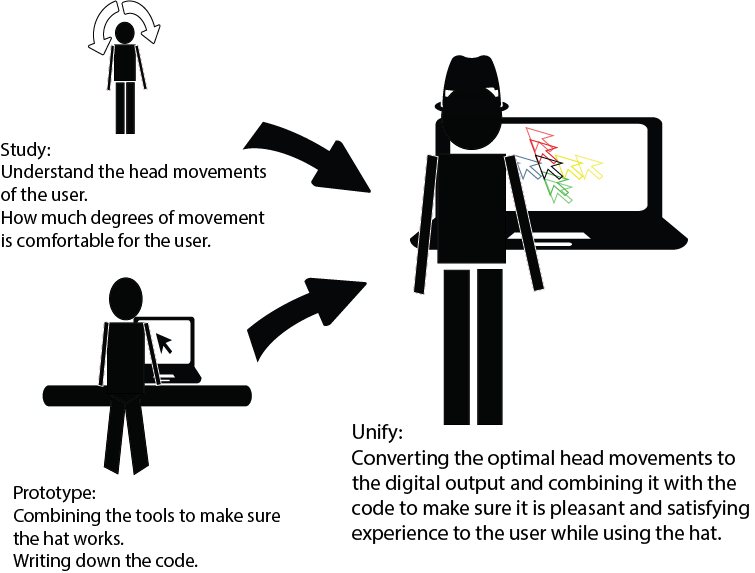 Study:
Understand the head movements
of the user.
How much degrees of movement
is comfortable for the user.
Prototype:
Combining the tools to make sure
the hat works.
Writing down the code.
Unify:
Converting the optimal head movements to
the digital output and combining it with the
code to make sure it is pleasant and satisfying
experience to the user while using the hat.